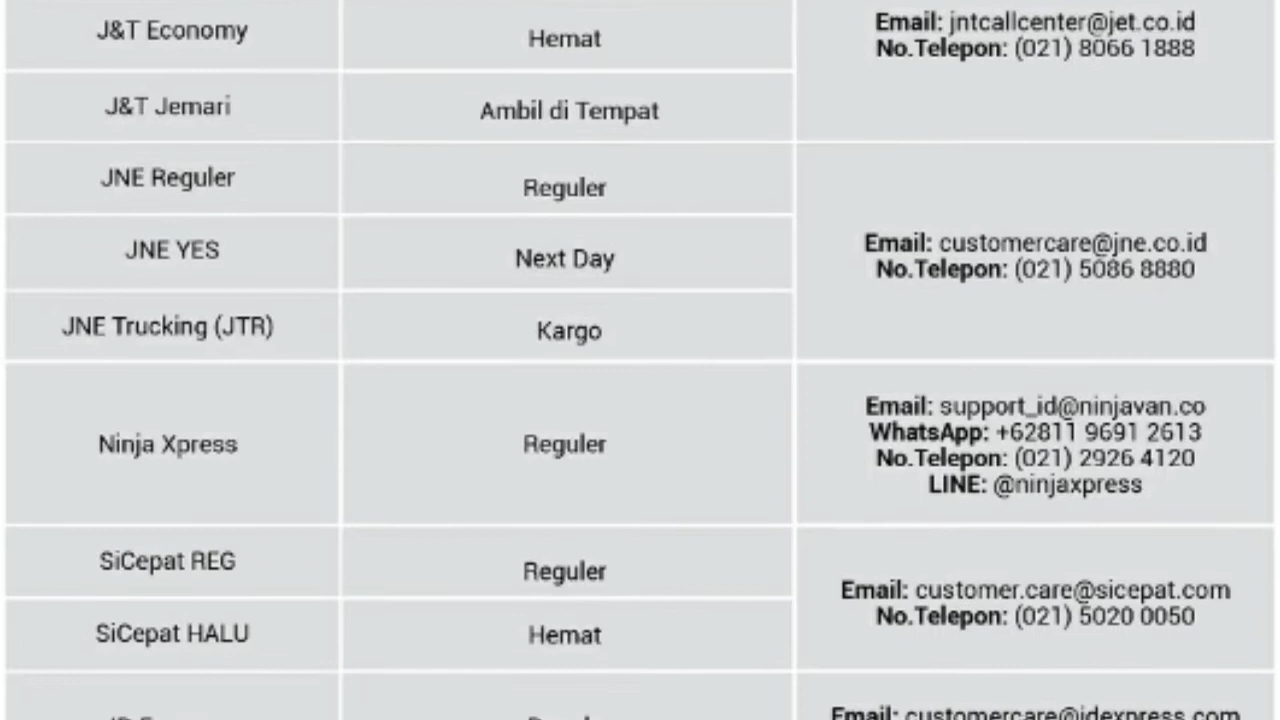 J&T Economy
Hemat
Email: jntcallcenter@jet.co.id
No.Telepon: (021) 8066 1888
J&T Jemari
Ambil di Tempat
JNE Reguler
Reguler
JNE YES
Next Day
Email: customercare@jne.co.id
No.Telepon: (021) 5086 8880
JNE Trucking (JTR)
Kargo
Ninja Xpress
Reguler
Email: support_id@ninjavan.co
WhatsApp: +62811 9691 2613
No.Telepon: (021) 2926 4120
LINE: @ninjaxpress
SiCepat REG
Reguler
Email: customer.care@sicepat.com
No.Telepon: (021) 5020 0050
SiCepat HALU
Hemat
Email: customercare@idexpress.com